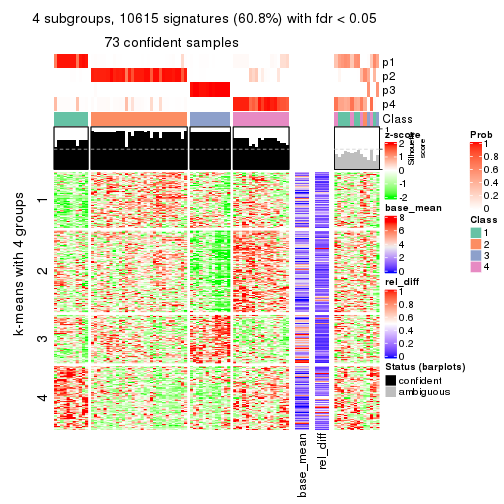 4 subgroups, 10615 signatures (60.8%) with fdr < 0.05
73 confident samples
p1
p2
p3
p4
Class
1
Silhouette
score
k-means with 4 groups
1
2
3
4
base_mean
rel_diff
z-score
2
1
0
-1
-2
base_mean
8
6
4
2
0
rel_diff
1
0.8
0.6
0.4
0.2
0
Status (barplots)
confident
ambiguous
Prob
1
0.8
0.6
0.4
0.2
0
Class
1
2
3
4